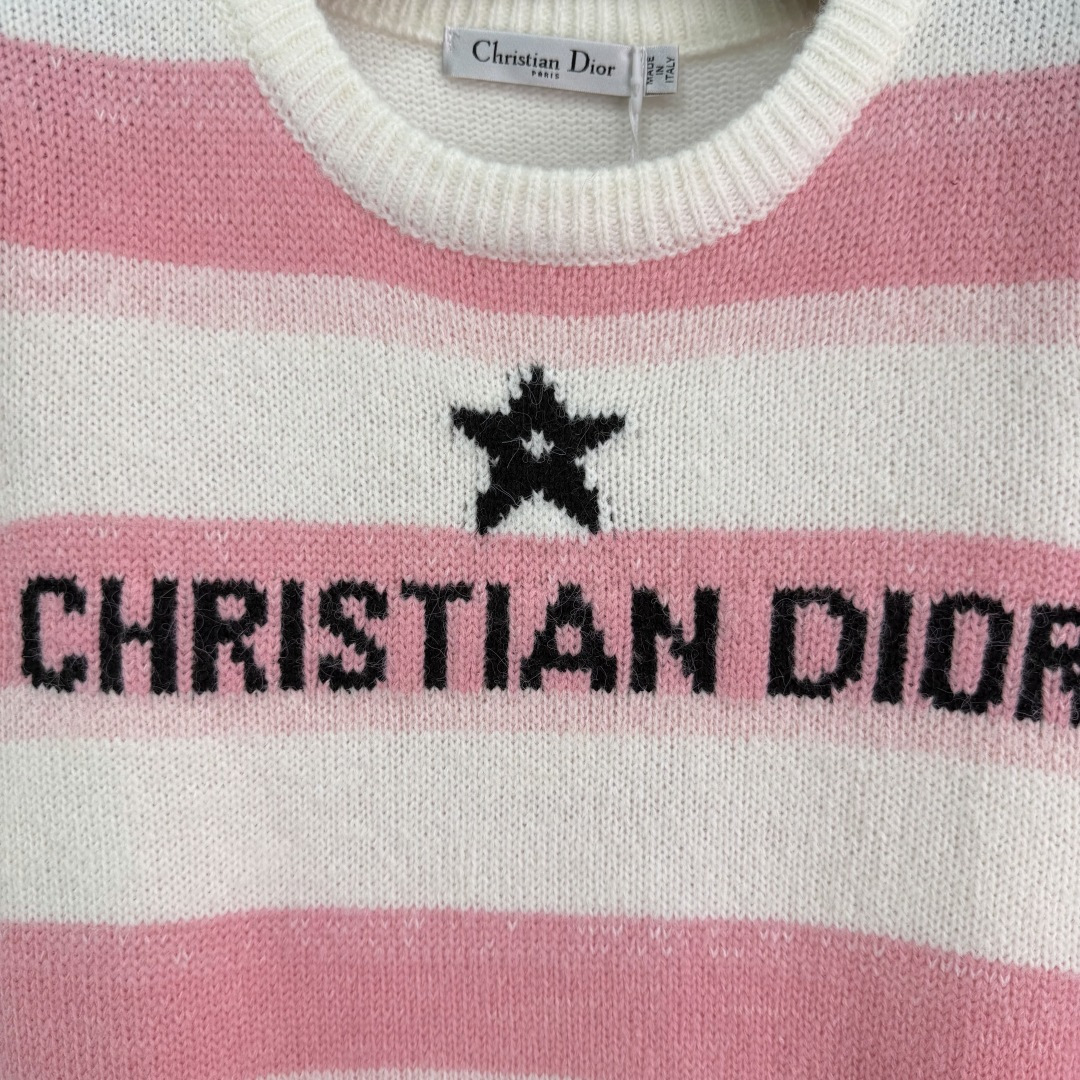 Christian Dior
PARIS
MADE
IN
ITALY
CHRISTIAN DIOR